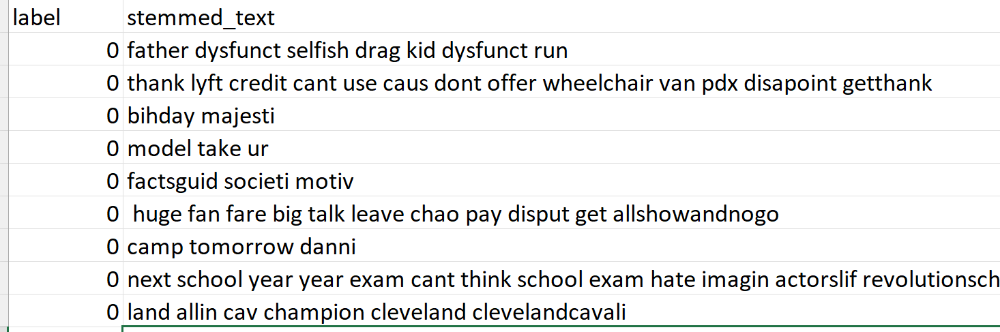 label stemmed_text
0 father dysfunct selfish drag kid dysfunct run
0 thank lyft credit cant use caus dont offer wheelchair van pdx disapoint getthank
0 bihday majesti
0 model take ur
0 factsguid societi motiv
0 huge fan fare big talk leave chao pay disput get allshowandnogo
0 camp tomorrow danni
0 next school year year exam cant think school exam hate imagin actorslif revolutionsch
0 land allin cav champion cleveland clevelandcavali